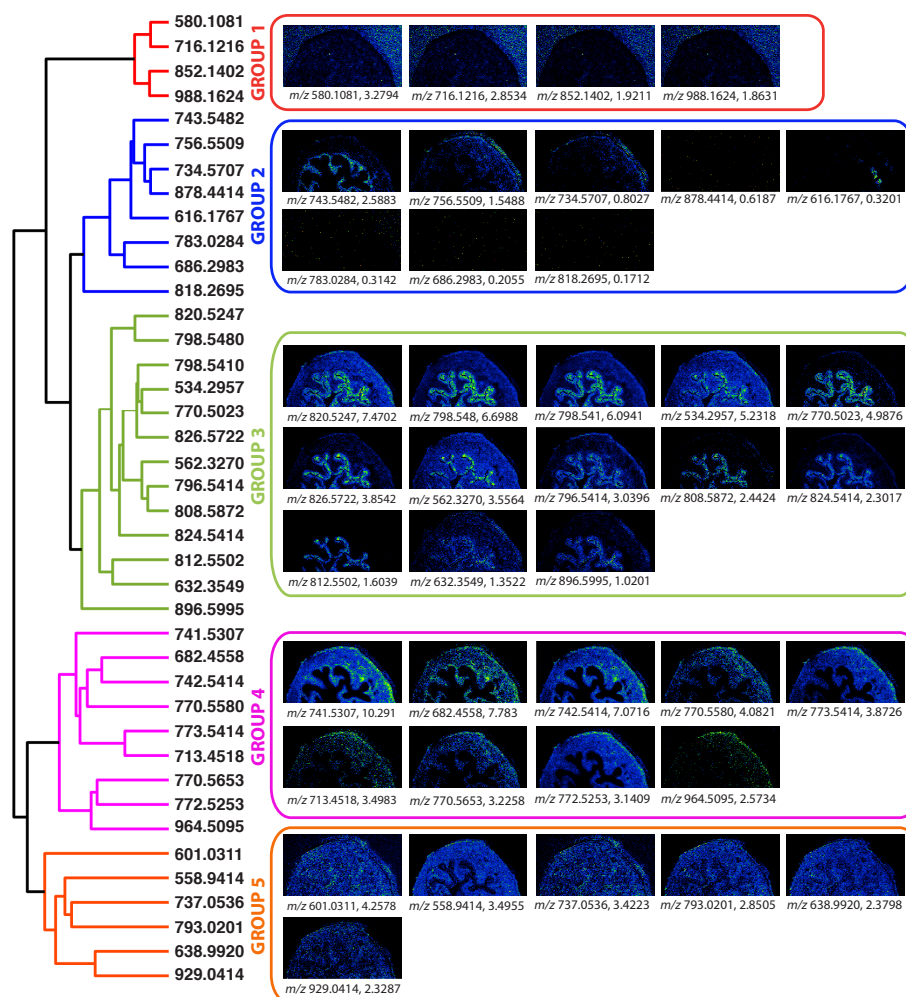 580.1081
716.1216
852.1402
988.1624
GROUP 1
m/z 580.1081, 3.2794
m/z 716.1216, 2.8534
m/z 852.1402, 1.9211
m/z 988.1624, 1.8631
743.5482
756.5509
734.5707
878.4414
616.1767
783.0284
686.2983
818.2695
GROUP 2
m/z 743.5482, 2.5883
m/z 756.5509, 1.5488
m/z 734.5707, 0.8027
m/z 878.4414, 0.6187
m/z 616.1767, 0.3201
m/z 783.0284, 0.3142
m/z 686.2983, 0.2055
m/z 818.2695, 0.1712
820.5247
798.5480
798.5410
534.2957
770.5023
826.5722
562.3270
796.5414
808.5872
824.5414
812.5502
632.3549
896.5995
GROUP 3
m/z 820.5247, 7.4702
m/z 798.548, 6.6988
m/z 798.541, 6.0941
m/z 534.2957, 5.2318
m/z 770.5023, 4.9876
m/z 826.5722, 3.8542
m/z 562.3270, 3.5564
m/z 796.5414, 3.0396
m/z 808.5872, 2.4424
m/z 824.5414, 2.3017
m/z 812.5502, 1.6039
m/z 632.3549, 1.3522
m/z 896.5995, 1.0201
741.5307
682.4558
742.5414
770.5580
773.5414
713.4518
770.5653
772.5253
964.5095
GROUP 4
m/z 741.5307, 10.291
m/z 682.4558, 7.783
m/z 742.5414, 7.0716
m/z 770.5580, 4.0821
m/z 773.5414, 3.8726
m/z 713.4518, 3.4983
m/z 770.5653, 3.2258
m/z 772.5253, 3.1409
m/z 964.5095, 2.5734
601.0311
558.9414
737.0536
793.0201
638.9920
929.0414
GROUP 5
m/z 601.0311, 4.2578
m/z 558.9414, 3.4955
m/z 737.0536, 3.4223
m/z 793.0201, 2.8505
m/z 638.9920, 2.3798
m/z 929.0414, 2.3287